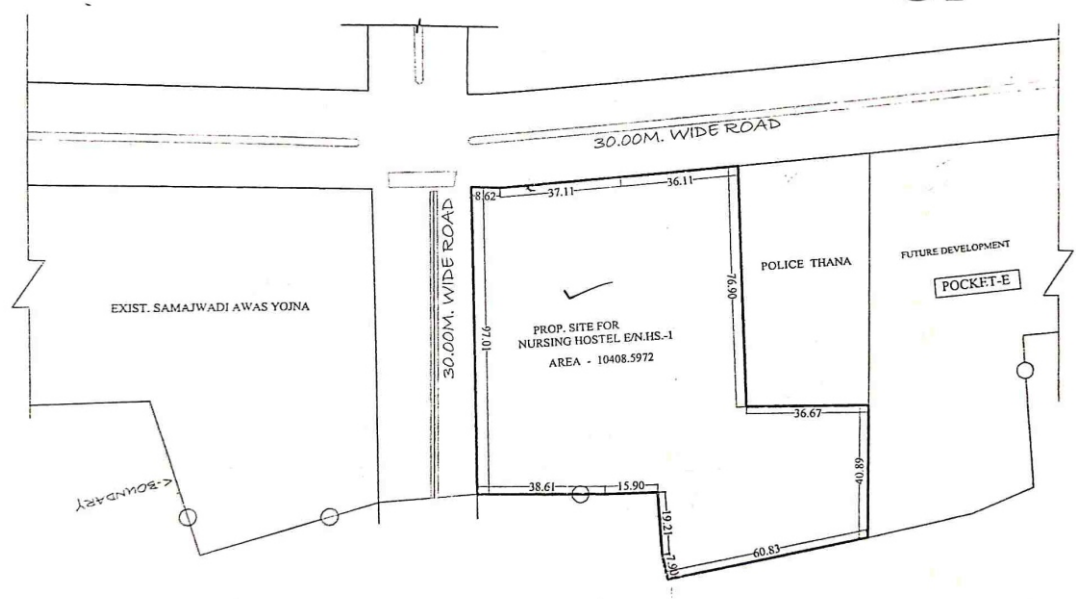 30.00M. WIDE ROAD
8.62
37.11
36.11
30.00M. WIDE ROAD
POLICE THANA
FUTURE DEVELOPMENT
POCKET-E
EXIST. SAMAJWADI AWAS YOJNA
97.01
76.90
PROP. SITE FOR
NURSING HOSTEL E/N.HS.-1
AREA - 10408.5972
36.67
40.89
38.61
15.90
BOUNDARY
19.21
7.90
60.83